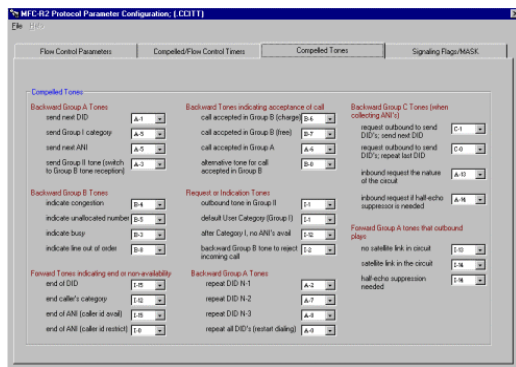 MFC-R2 Protocol Parameter Configuration; (.CCITT)
File Help
Flow Control Parameters
Compelled/Flow Control Timers
Compelled Tones
Signaling Flags/MASK
Compelled Tones
Backward Group A Tones
send next DID A-1
send Group I category A-5
send next ANI A-5
send Group II tone (switch
to Group B tone reception) A-3
Backward Group B Tones
indicate congestion B-4
indicate unallocated number B-5
indicate busy B-3
indicate line out of order B-8
Forward Tones indicating end or non-availability
end of DID I-15
end caller's category I-12
end of ANI (caller id avail) I-15
end of ANI (caller id restrict) I-0
Backward Tones indicating acceptance of call
call accepted in Group B (charge) B-6
call accpeted in Group B (free) B-7
call accepted in Group A A-6
alternative tone for call
accepted in Group B B-0
Request or Indication Tones
outbound tone in Group II I-1
default User Category (Group I) I-1
after Category I, no ANI's avail I-12
backward Group B tone to reject
incoming call I-2
Backward Group A Tones
repeat DID N-1 A-2
repeat DID N-2 A-7
repeat DID N-3 A-8
repeat all DID's (restart dialing)
Backward Group C Tones (when
collecting ANI's)
request outbound to send
DID's; send next DID C-1
request outbound to send
DID's; repeat last DID C-0
inbound request the nature
of the circuit A-13
inbound request if half-echo
suppressor is needed A-14
Forward Group A tones that outbound
plays
no satellite link in circuit I-13
satellite link in the circuit I-14
half-echo suppression
needed I-14